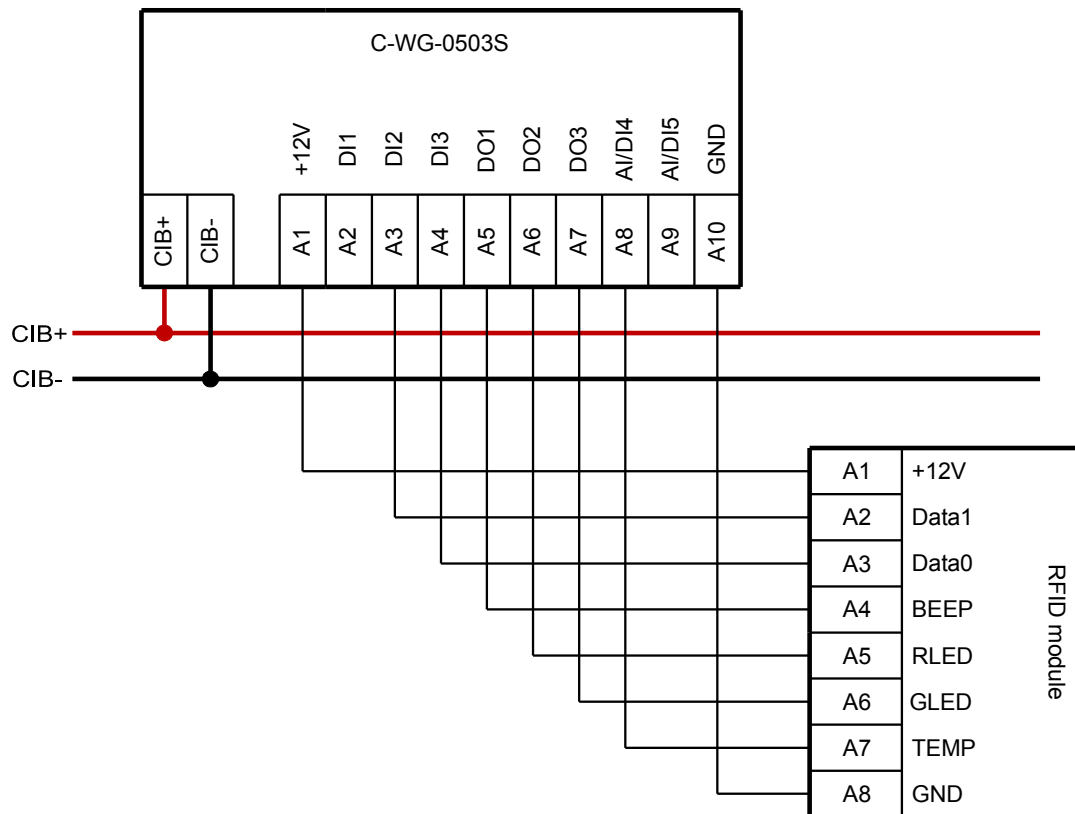 C-WG-0503S
+12V DI1 DI2 DI3 DO1 DO2 DO3 AI/DI4 AI/DI5 GND
CIB+ CIB- A1 A2 A3 A4 A5 A6 A7 A8 A9 A10
CIB+
CIB-
A1 +12V
A2 Data1
A3 Data0
A4 BEEP
A5 RLED
A6 GLED
A7 TEMP
A8 GND
RFID module